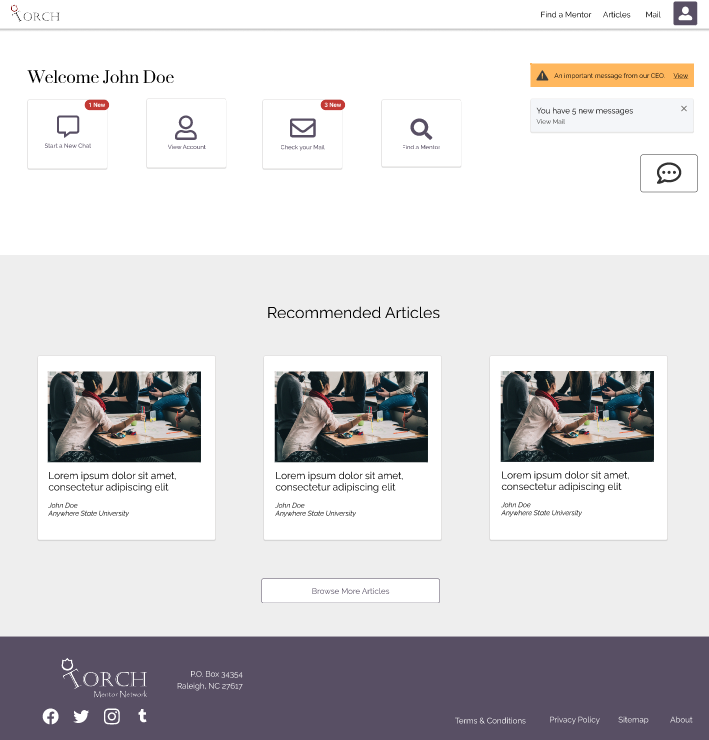 TORCH
Find a Mentor Articles Mail
Welcome John Doe
An important message from our CEO. View
You have 5 new messages
View Mail
1 New
Start a New Chat
View Account
3 New
Check your Mail
Find a Mentor
Recommended Articles
Lorem ipsum dolor sit amet,
consectetur adipiscing elit
John Doe
Anywhere State University
Lorem ipsum dolor sit amet,
consectetur adipiscing elit
John Doe
Anywhere State University
Lorem ipsum dolor sit amet,
consectetur adipiscing elit
John Doe
Anywhere State University
Browse More Articles
TORCH
Mentor Network
P.O. Box 34354
Raleigh, NC 27617
Terms & Conditions Privacy Policy Sitemap About